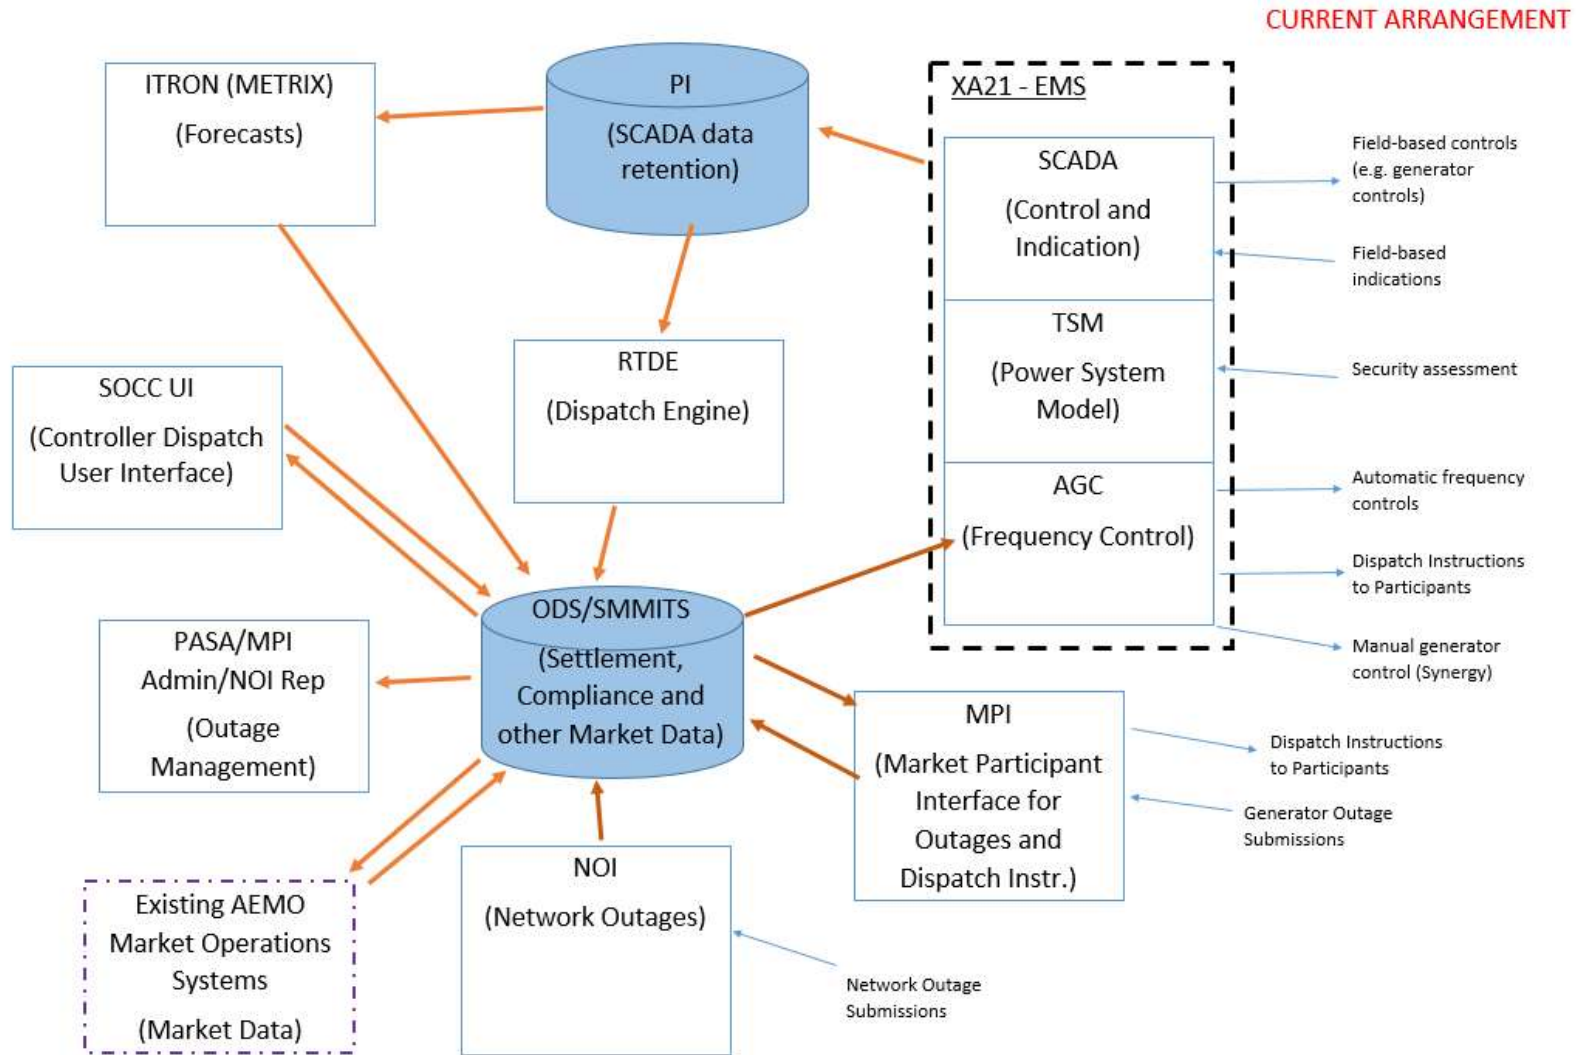 CURRENT ARRANGEMENT
ITRON (METRIX)
(Forecasts)
PI
(SCADA data
retention)
XA21 - EMS
SCADA
(Control and
Indication)
TSM
(Power System
Model)
AGC
(Frequency Control)
Field-based controls
(e.g. generator
controls)
Field-based
indications
Security assessment
Automatic frequency
controls
Dispatch Instructions
to Participants
Manual generator
control (Synergy)
SOCC UI
(Controller Dispatch
User Interface)
RTDE
(Dispatch Engine)
ODS/SMMITS
(Settlement,
Compliance and
other Market Data)
PASA/MPI
Admin/NOI Rep
(Outage
Management)
MPI
(Market Participant
Interface for
Outages and
Dispatch Instr.)
Dispatch Instructions
to Participants
Generator Outage
Submissions
Existing AEMO
Market Operations
Systems
(Market Data)
NOI
(Network Outages)
Network Outage
Submissions